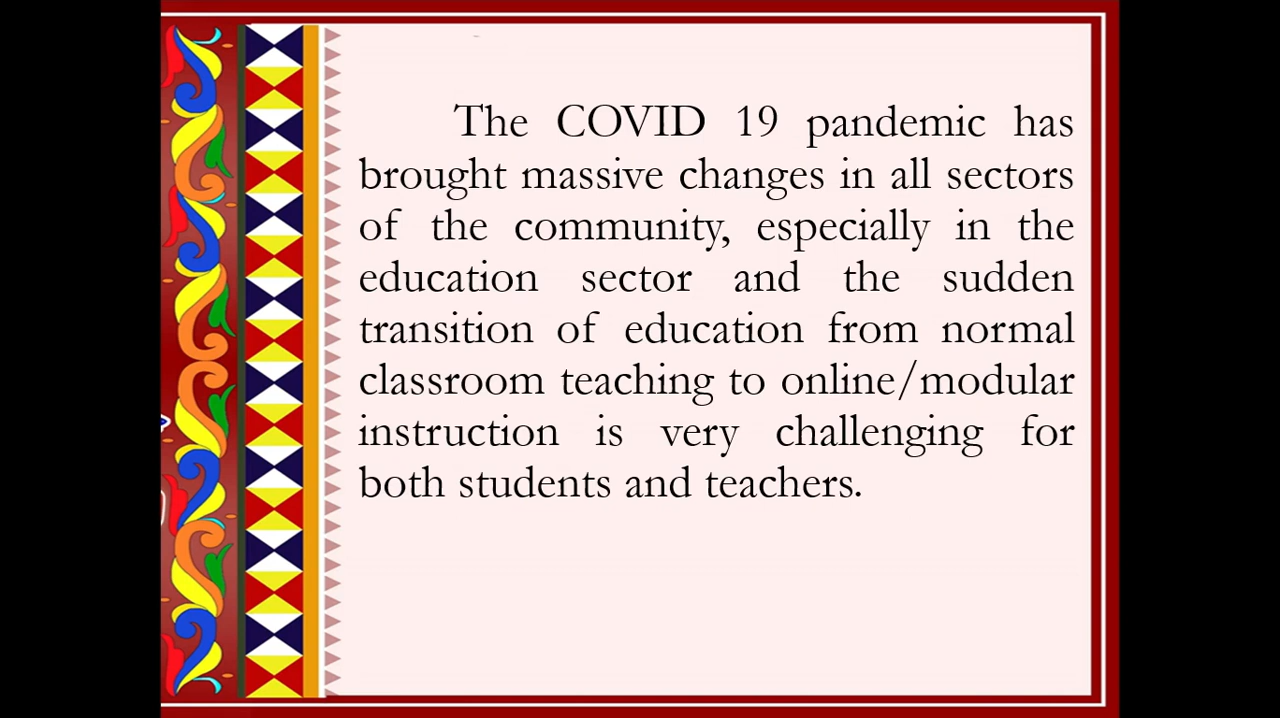 The COVID 19 pandemic has
brought massive changes in all sectors
of the community, especially in the
education sector and the sudden
transition of education from normal
classroom teaching to online/modular
instruction is very challenging for
both students and teachers.